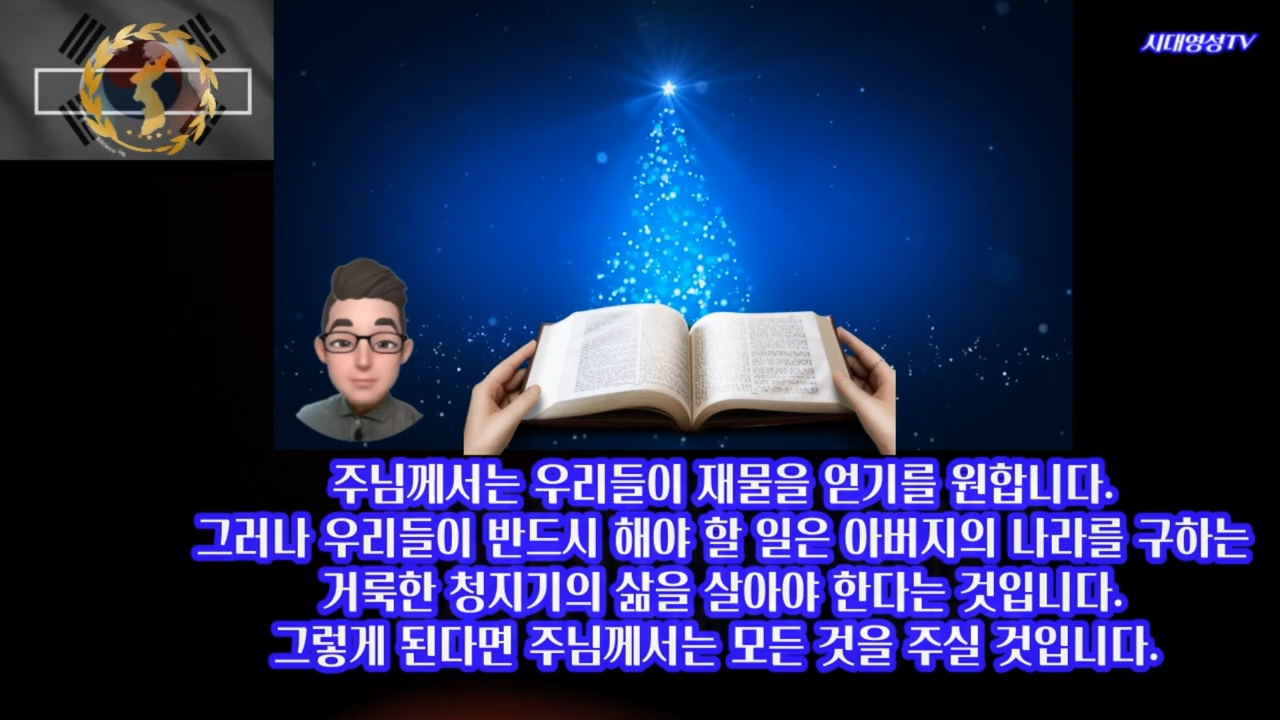 시대영성TV
주님께서는 우리들이 재물을 얻기를 원합니다.
그러나 우리들이 반드시 해야 할 일은 아버지의 나라를 구하는
거룩한 청지기의 삶을 살아야 한다는 것입니다.
그렇게 된다면 주님께서는 모든 것을 주실 것입니다.